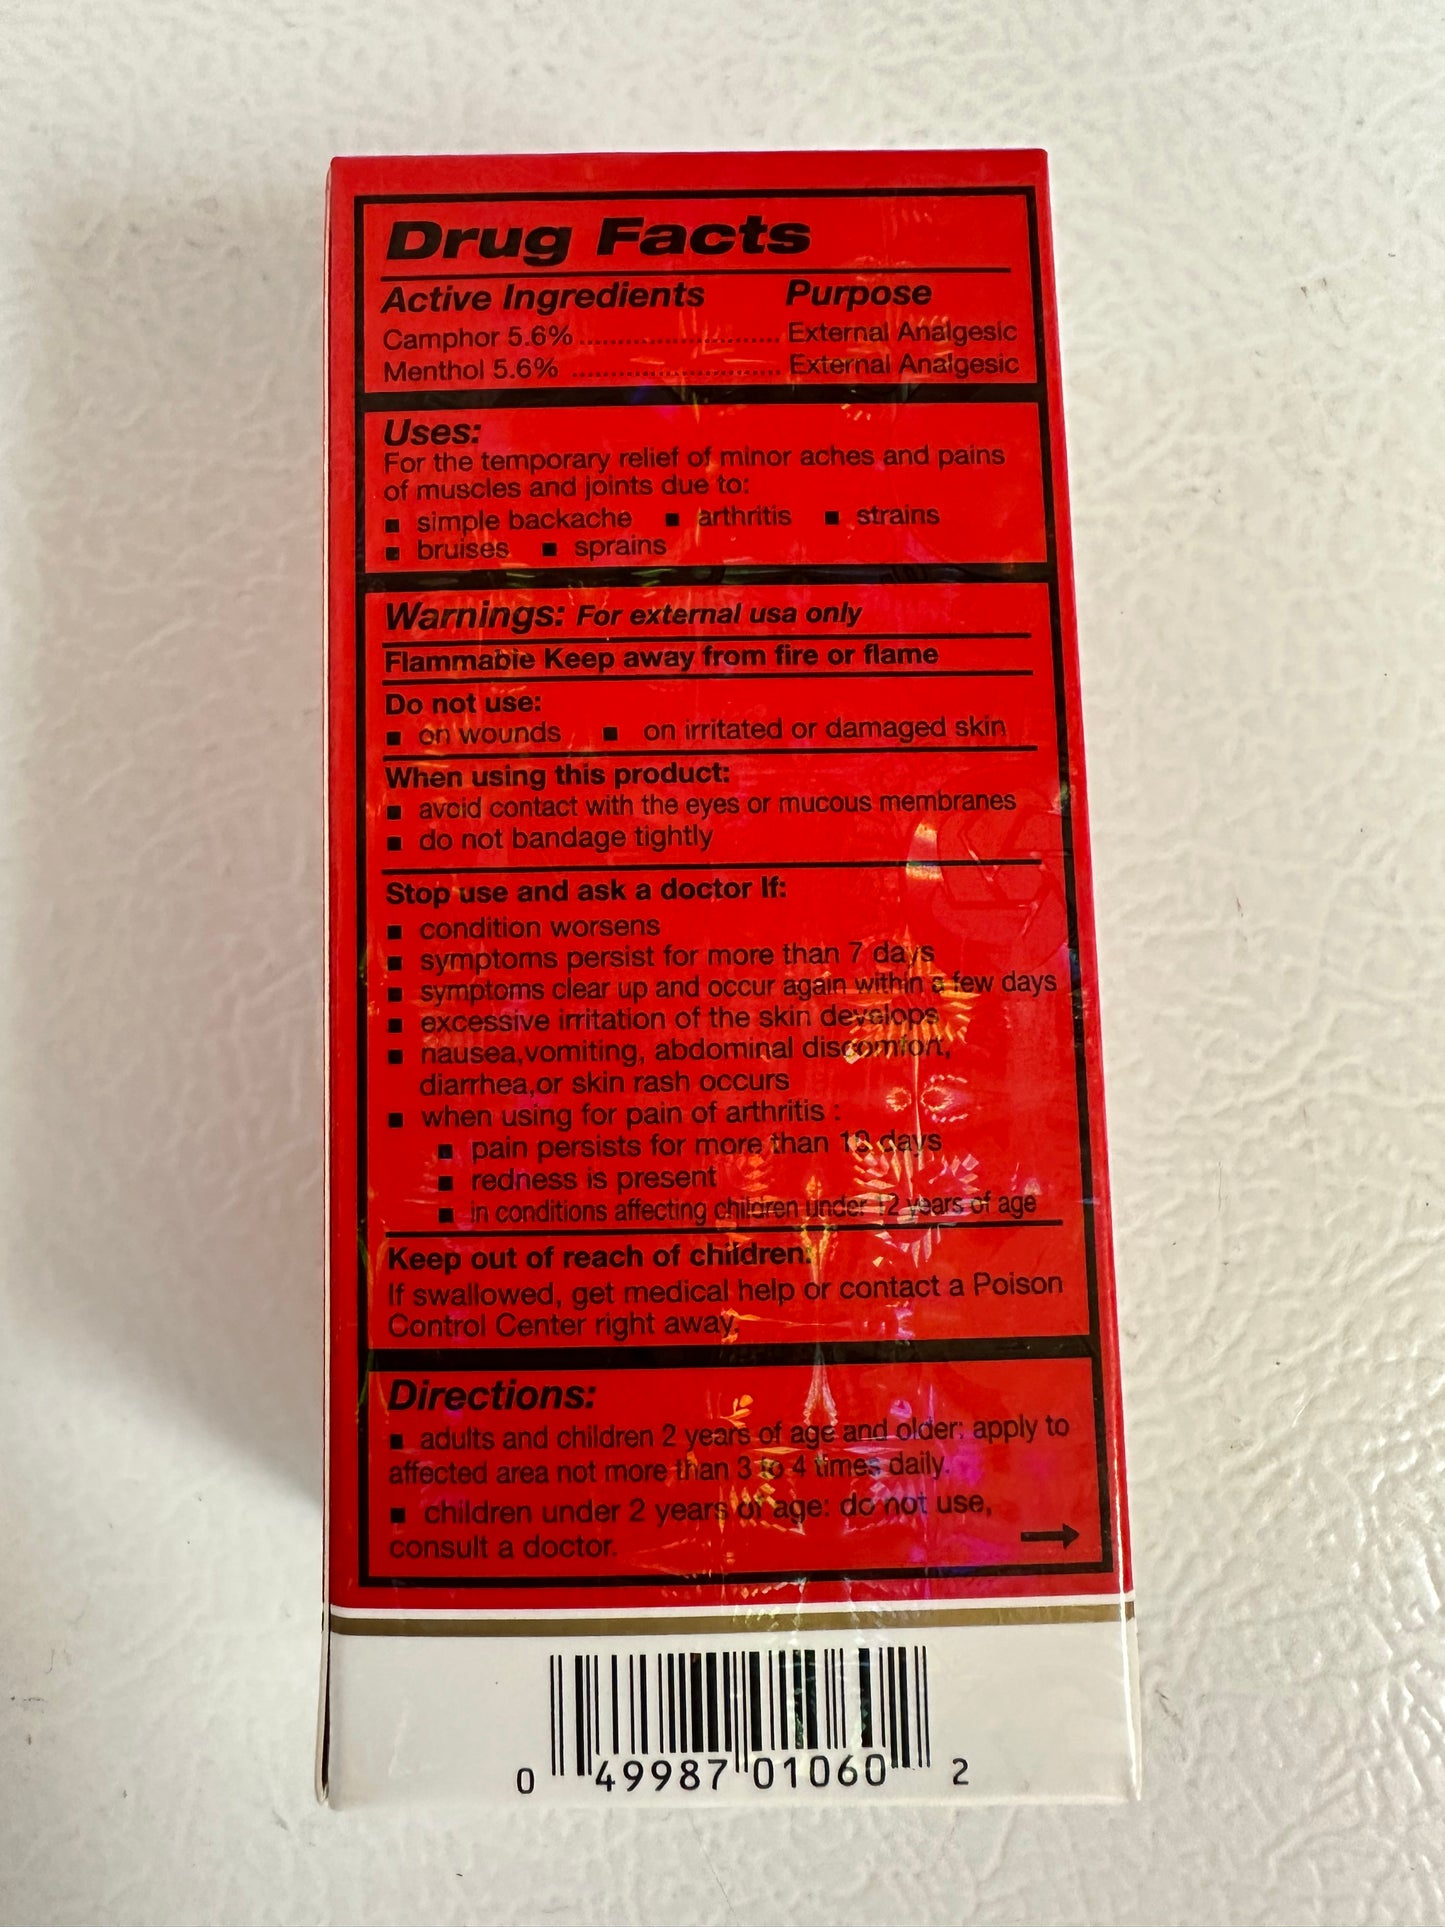 Drug Facts
Active Ingredients Purpose
Camphor 5.6% ........................ External Analgesic
Menthol 5.6% ........................ External Analgesic
Uses:
For the temporary relief of minor aches and pains
of muscles and joints due to:
■ simple backache ■ arthritis ■ strains
■ bruises ■ sprains
Warnings: For external usa only
Flammable Keep away from fire or flame
Do not use:
■ on wounds ■ on irritated or damaged skin
When using this product:
■ avoid contact with the eyes or mucous membranes
■ do not bandage tightly
Stop use and ask a doctor If:
■ condition worsens
■ symptoms persist for more than 7 days
■ symptoms clear up and occur again within a few days
■ excessive irritation of the skin develops
■ nausea,vomiting, abdominal discomfort,
diarrhea,or skin rash occurs
■ when using for pain of arthritis :
■ pain persists for more than days
■ redness is present
■ in conditions affecting children under 12 years of age
Keep out of reach of children.
If swallowed, get medical help or contact a Poison
Control Center right away.
Directions:
■ adults and children 2 years of age and older: apply to
affected area not more than 3 to 4 times daily.
■ children under 2 years of age: do not use,
consult a doctor.
0 49987 01060 2